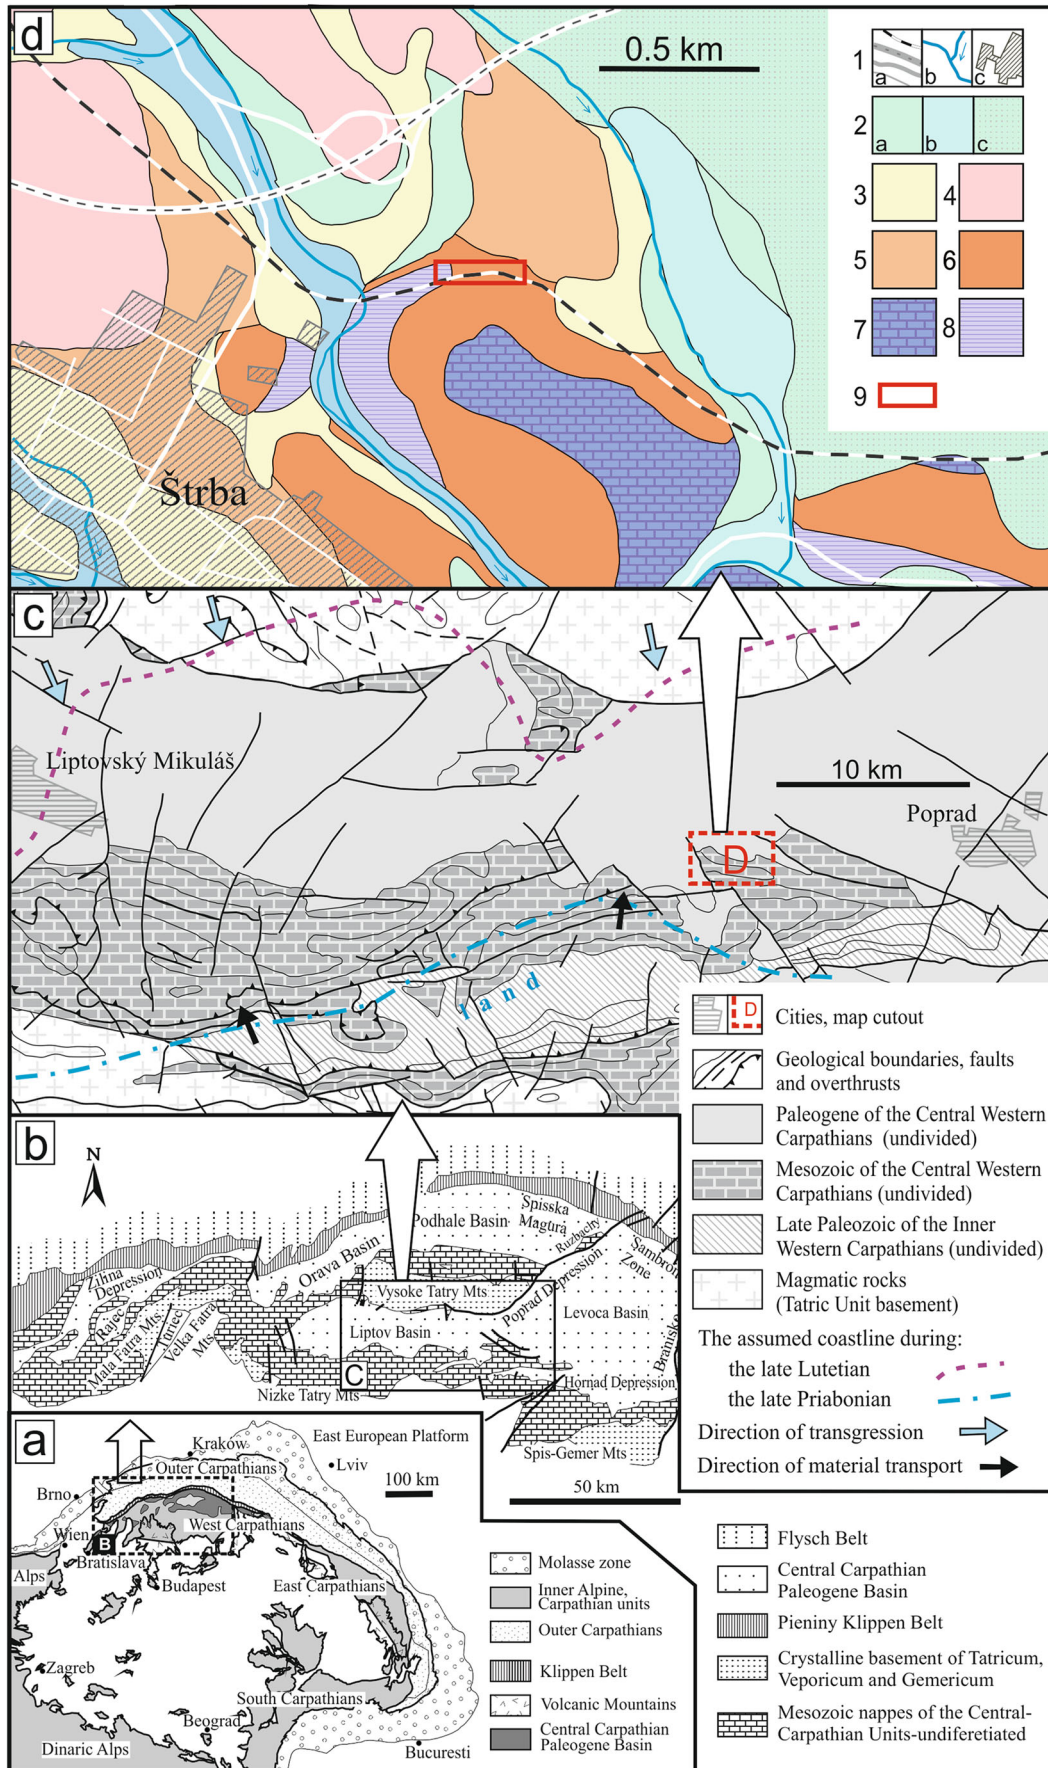 d
0.5 km
1
a
b
c
2
a
b
c
3
4
5
6
7
8
9
Štrba
c
Liptovský Mikuláš
10 km
Poprad
D
land
D
Cities, map cutout
Geological boundaries, faults
and overthrusts
Paleogene of the Central Western
Carpathians (undivided)
Mesozoic of the Central Western
Carpathians (undivided)
Late Paleozoic of the Inner
Western Carpathians (undivided)
Magmatic rocks
(Tatric Unit basement)
The assumed coastline during:
the late Lutetian
the late Priabonian
Direction of transgression
Direction of material transport
b
N
Podhale Basin
Spisska
Magura
Ruzbachy
Sambron
Zone
Orava Basin
Zilina
Depression
Rajec
Mala Fatra Mts.
Turiec
Velka Fatra
Mts
Vysoke Tatry Mts
Poprad Depression
Levoca Basin
Liptov Basin
Branisko
C
Nizke Tatry Mts
Hornad Depression
Spis-Gemer Mts
50 km
a
Krakow
East European Platform
Outer Carpathians
Lviv
Brno
100 km
Wien
B
West Carpathians
Bratislava
Alps
Budapest
East Carpathians
Zagreb
South Carpathians
Beograd
Dinaric Alps
Bucuresti
Molasse zone
Inner Alpine,
Carpathian units
Outer Carpathians
Klippen Belt
Volcanic Mountains
Central Carpathian
Paleogene Basin
Flysch Belt
Central Carpathian
Paleogene Basin
Pieniny Klippen Belt
Crystalline basement of Tatricum,
Veporicum and Gemericum
Mesozoic nappes of the Central-
Carpathian Units-undiferetiated